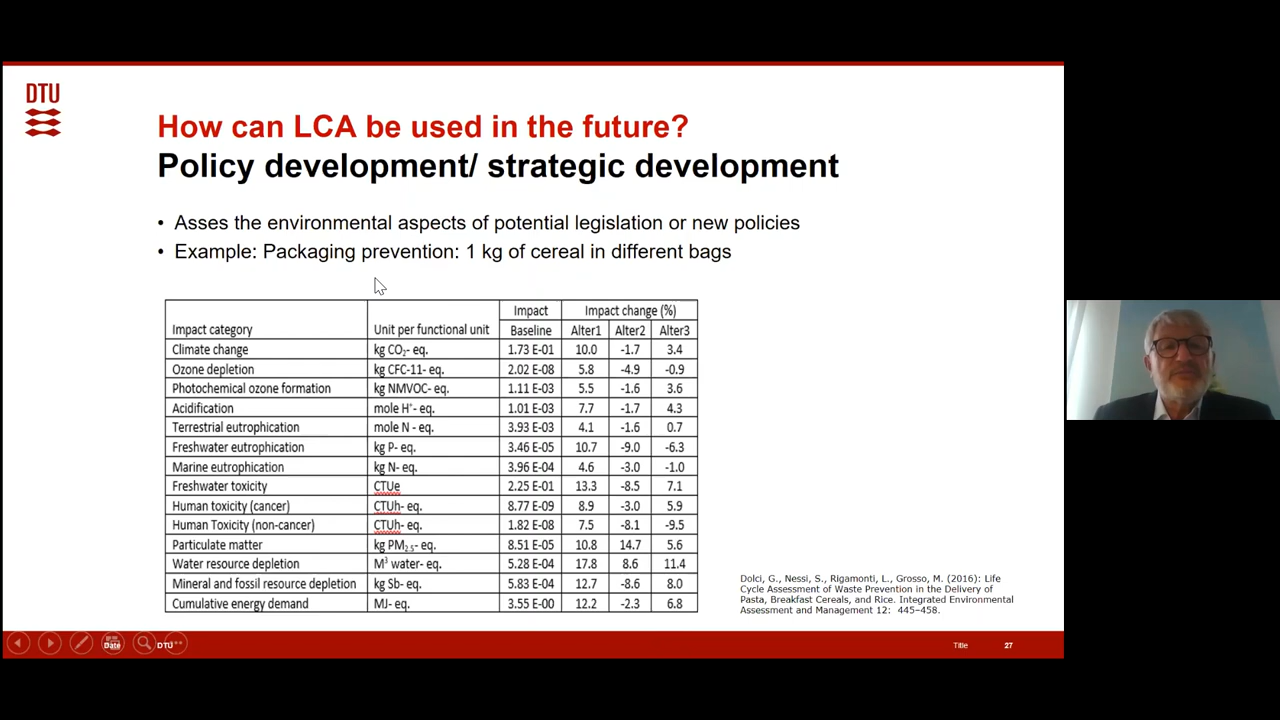 DTU
How can LCA be used in the future?
Policy development/ strategic development
• Asses the environmental aspects of potential legislation or new policies
• Example: Packaging prevention: 1 kg of cereal in different bags
Impact Impact change (%)
Impact category Unit per functional unit Baseline Alter1 Alter2 Alter3
Climate change kg CO2- eq. 1.73 E-01 10.0 -1.7 3.4
Ozone depletion kg CFC-11- eq. 2.02 E-08 5.8 -4.9 -0.9
Photochemical ozone formation kg NMVOC- eq. 1.11 E-03 5.5 -1.6 3.6
Acidification mole H+- eq. 1.01 E-03 7.7 -1.7 4.3
Terrestrial eutrophication mole N - eq. 3.93 E-03 4.1 -1.6 0.7
Freshwater eutrophication kg P- eq. 3.46 E-05 10.7 -9.0 -6.3
Marine eutrophication kg N- eq. 3.96 E-04 4.6 -3.0 -1.0
Freshwater toxicity CTUe 2.25 E-01 13.3 -8.5 7.1
Human toxicity (cancer) CTUh- eq. 8.77 E-09 8.9 -3.0 5.9
Human Toxicity (non-cancer) CTUh- eq. 1.82 E-08 7.5 -8.1 -9.5
Particulate matter kg PM2.5- eq. 8.51 E-05 10.8 14.7 5.6
Water resource depletion M3 water- eq. 5.28 E-04 17.8 8.6 11.4
Mineral and fossil resource depletion kg Sb- eq. 5.83 E-04 12.7 -8.6 8.0
Cumulative energy demand MJ- eq. 3.55 E-00 12.2 -2.3 6.8
Dolci, G., Nessi, S., Rigamonti, L., Grosso, M. (2016): Life
Cycle Assessment of Waste Prevention in the Delivery of
Pasta, Breakfast Cereals, and Rice. Integrated Environmental
Assessment and Management 12: 445–458.
Date DTU Title 27